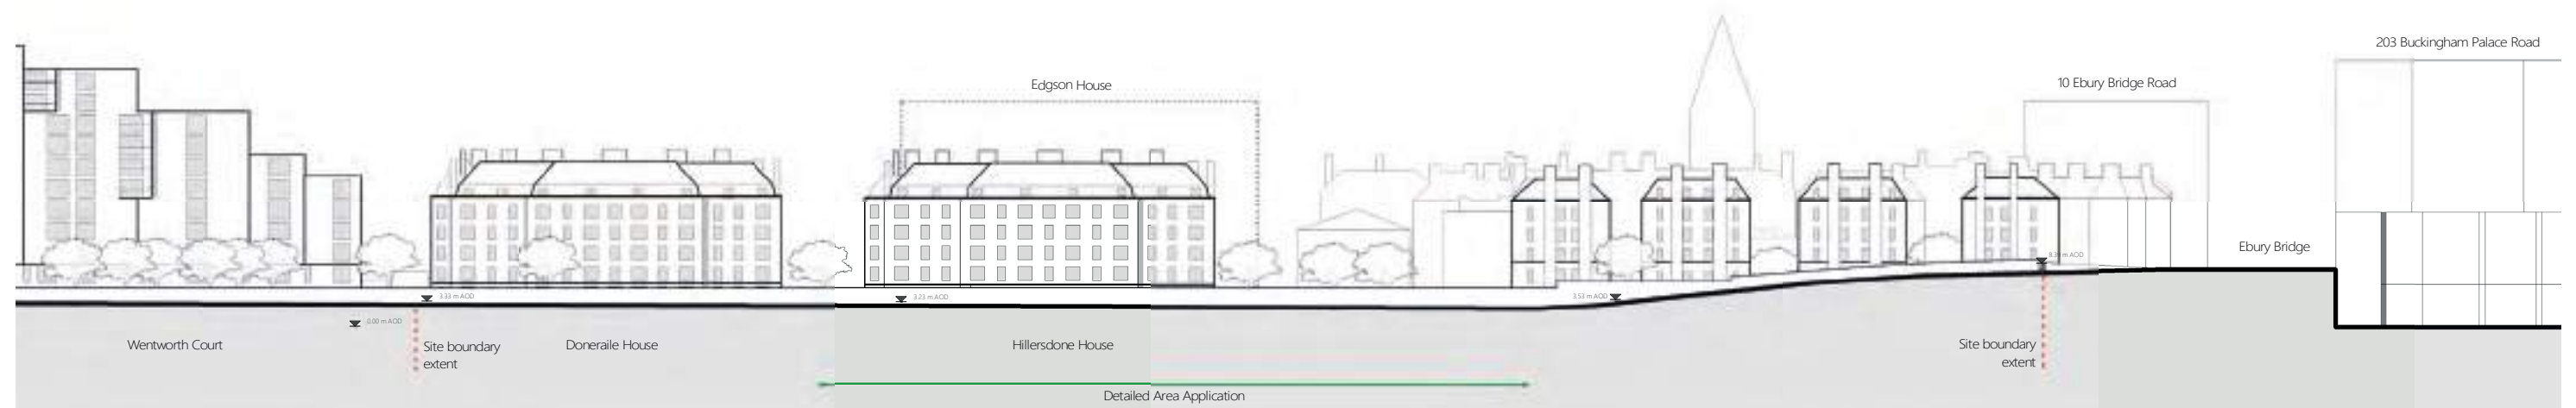 203 Buckingham Palace Road
Edgson House
10 Ebury Bridge Road
Ebury Bridge
3.33 m AOD
3.23 m AOD
3.53 m AOD
0.00 m AOD
Wentworth Court
Site boundary
extent
Doneraile House
Hillersdone House
Site boundary
extent
Detailed Area Application